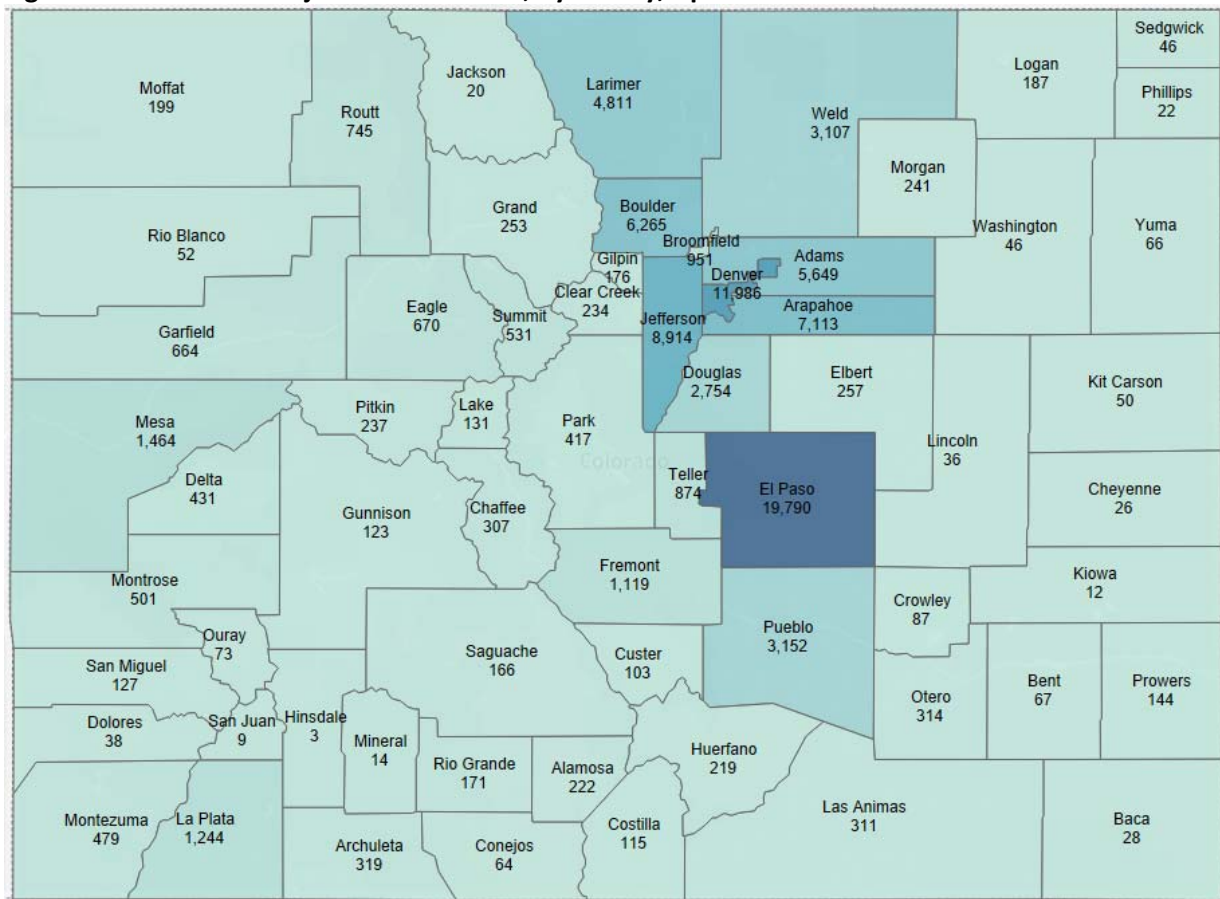 Sedgwick
46
Logan
187
Phillips
22
Jackson
20
Larimer
4,811
Moffat
199
Routt
745
Weld
3,107
Morgan
241
Washington
46
Yuma
66
Grand
253
Boulder
6,265
Rio Blanco
52
Broomfield
951
Gilpin
176
Adams
5,649
Denver
11,986
Clear Creek
234
Eagle
670
Summit
531
Jefferson
8,914
Arapahoe
7,113
Garfield
664
Douglas
2,754
Elbert
257
Kit Carson
50
Pitkin
237
Lake
131
Mesa
1,464
Park
417
Lincoln
36
Colorado
Delta
431
Teller
874
El Paso
19,790
Cheyenne
26
Gunnison
123
Chaffee
307
Fremont
1,119
Montrose
501
Kiowa
12
Crowley
87
Ouray
73
Pueblo
3,152
Saguache
166
Custer
103
San Miguel
127
Otero
314
Bent
67
Prowers
144
Dolores
38
San Juan
9
Hinsdale
3
Mineral
14
Huerfano
219
Rio Grande
171
Alamosa
222
Las Animas
311
Montezuma
479
La Plata
1,244
Costilla
115
Baca
28
Archuleta
319
Conejos
64